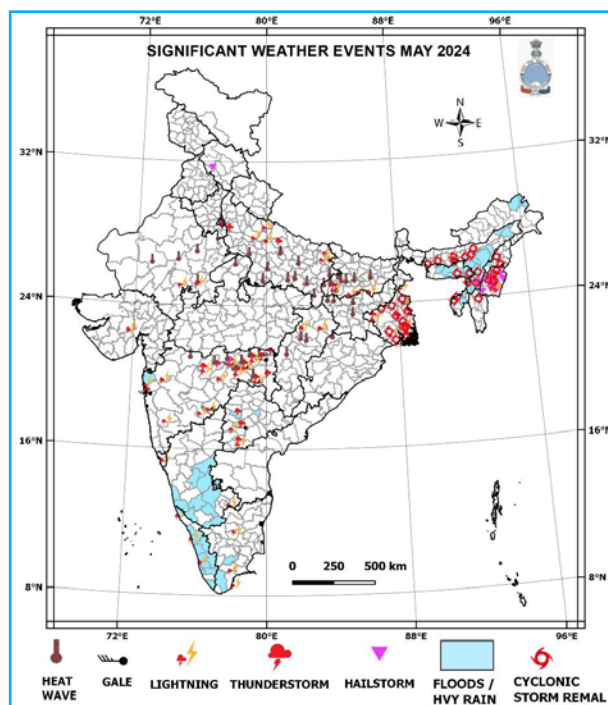 SIGNIFICANT WEATHER EVENTS MAY 2024
72°E 80°E 88°E 96°E
N
W E
S
32°N 32°N
24°N 24°N
16°N 16°N
8°N 8°N
0 250 500 km
72°E 80°E 88°E 96°E
HEAT WAVE
GALE
LIGHTNING
THUNDERSTORM
HAILSTORM
FLOODS / HVY RAIN
CYCLONIC STORM REMAL